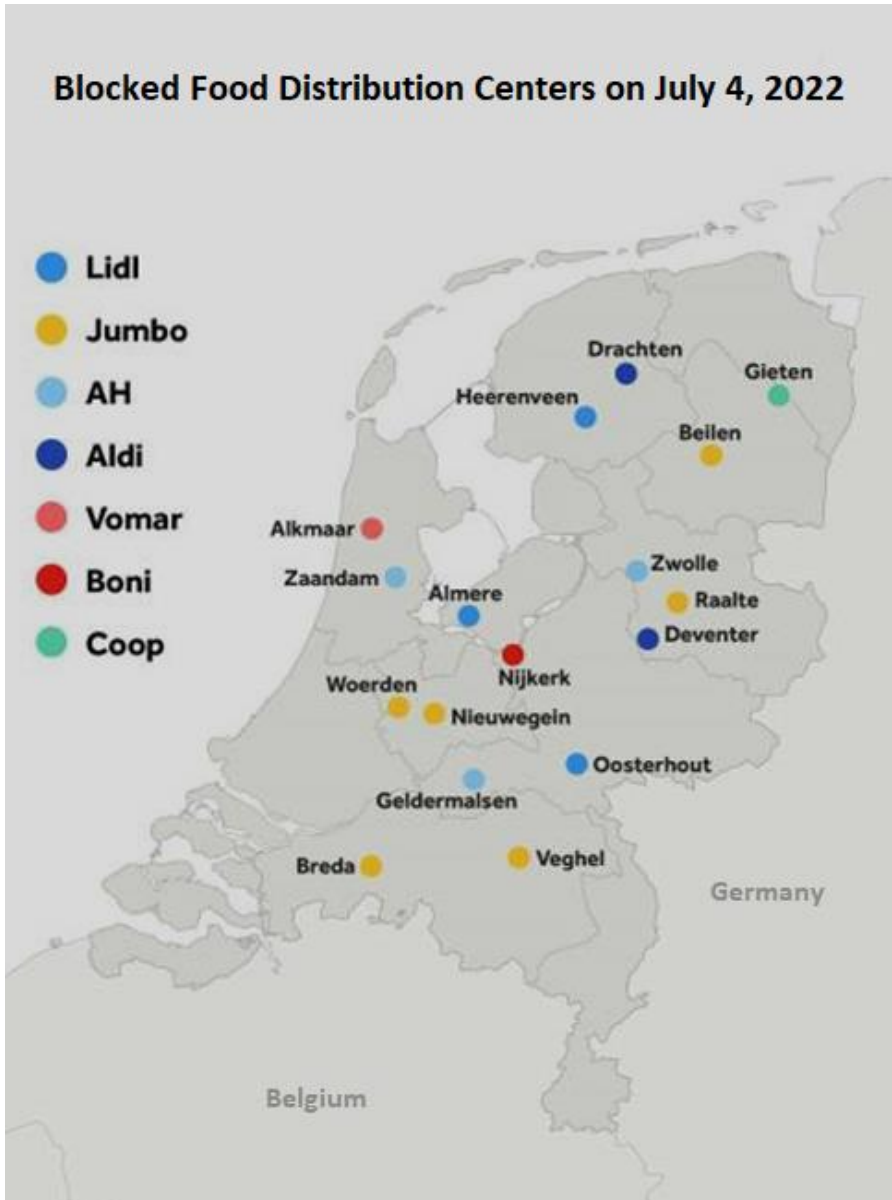 Blocked Food Distribution Centers on July 4, 2022
Lidl
Jumbo
AH
Aldi
Vomar
Boni
Coop
Drachten
Gieten
Heerenveen
Beilen
Alkmaar
Zwolle
Zaandam
Almere
Raalte
Deventer
Nijkerk
Woerden
Nieuwegein
Oosterhout
Geldermalsen
Breda
Veghel
Germany
Belgium